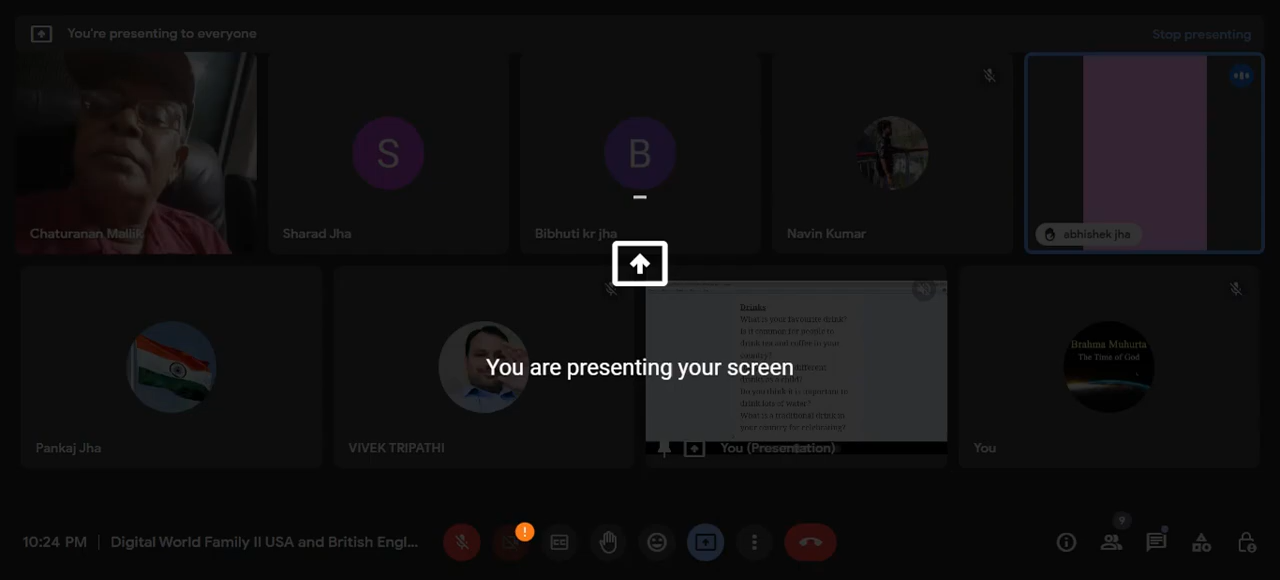 You're presenting to everyone
Stop presenting
Chaturanan Mallik
S
Sharad Jha
B
Bibhuti kr jha
Navin Kumar
abhishek jha
Pankaj Jha
VIVEK TRIPATHI
You are presenting your screen
Drinks
What is your favourite drink?
Is it common for people to
drink tea and coffee in your
country?
Do you think it is important to
drink lots of water?
What is a traditional drink in
your country for celebrating?
You (Presentation)
Brahma Muhurta
The Time of God
You
10:24 PM | Digital World Family II USA and British Engl...
!
9